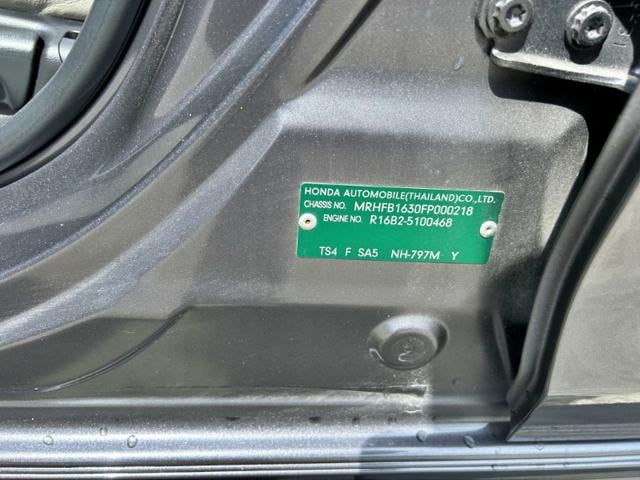 HONDA AUTOMOBILE(THAILAND)CO.,LTD.
CHASSIS NO. MRHFB1630FP000218
ENGINE NO. R16B2-5100468
TS4 F SA5 NH-797M Y